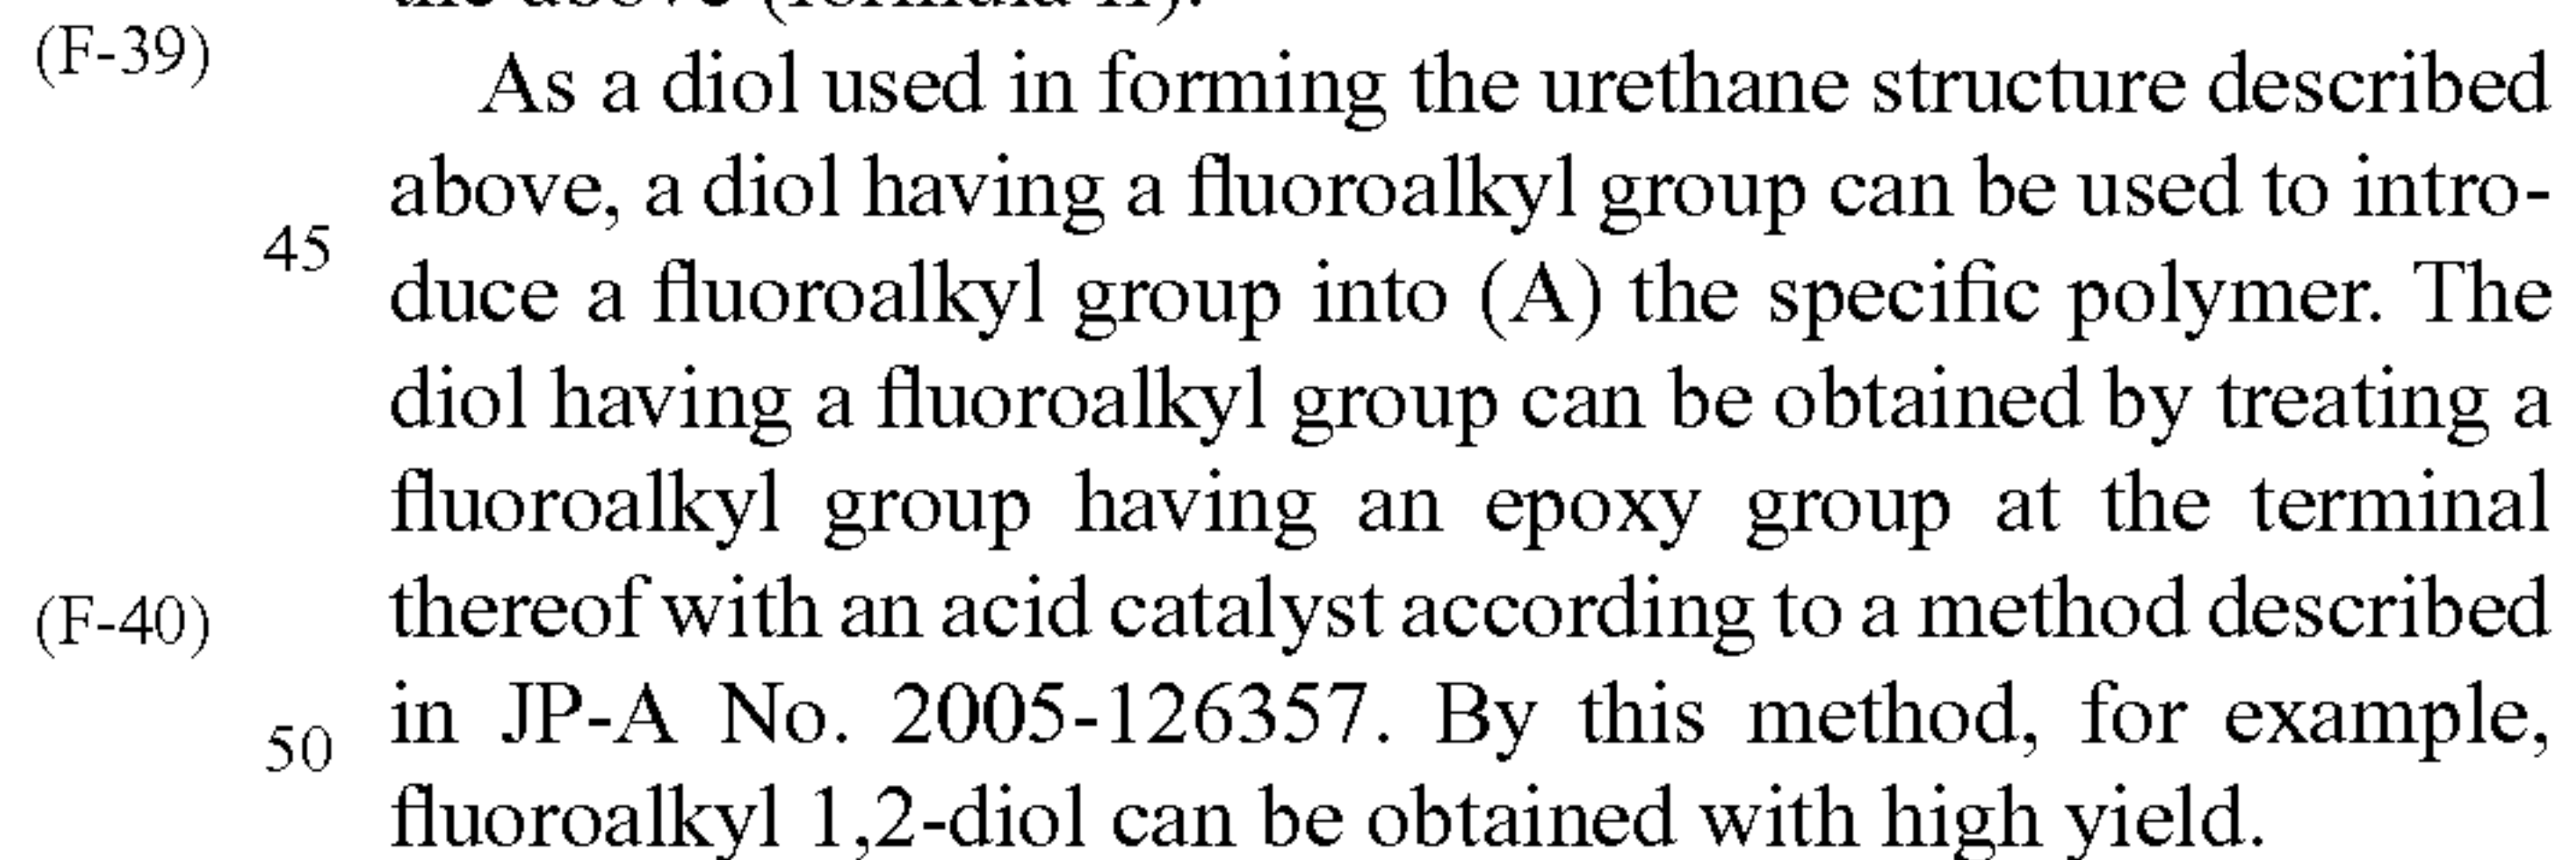 the above (formula II).
(F-39)
As a diol used in forming the urethane structure described
above, a diol having a fluoroalkyl group can be used to intro-
45
duce a fluoroalkyl group into (A) the specific polymer. The
diol having a fluoroalkyl group can be obtained by treating a
fluoroalkyl group having an epoxy group at the terminal
(F-40)
thereof with an acid catalyst according to a method described
in JP-A No. 2005-126357. By this method, for example,
50
fluoroalkyl 1,2-diol can be obtained with high yield.